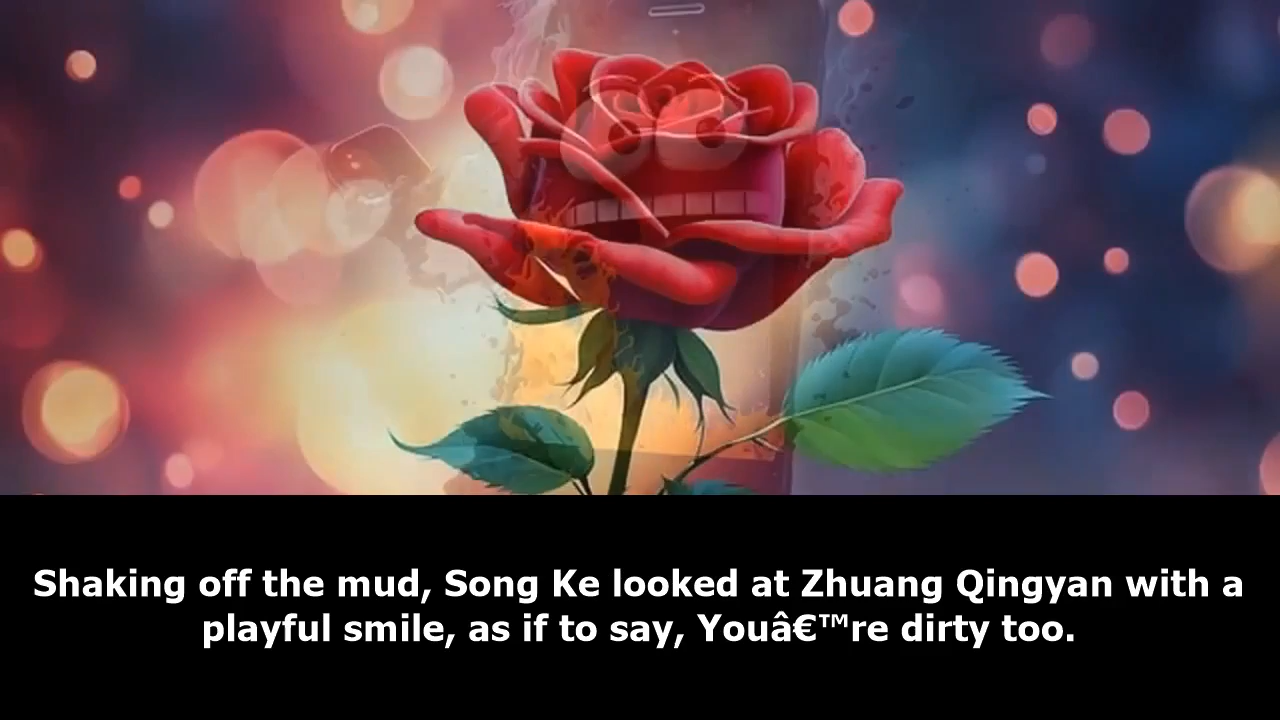 Shaking off the mud, Song Ke looked at Zhuang Qingyan with a
playful smile, as if to say, Youâ€™re dirty too.